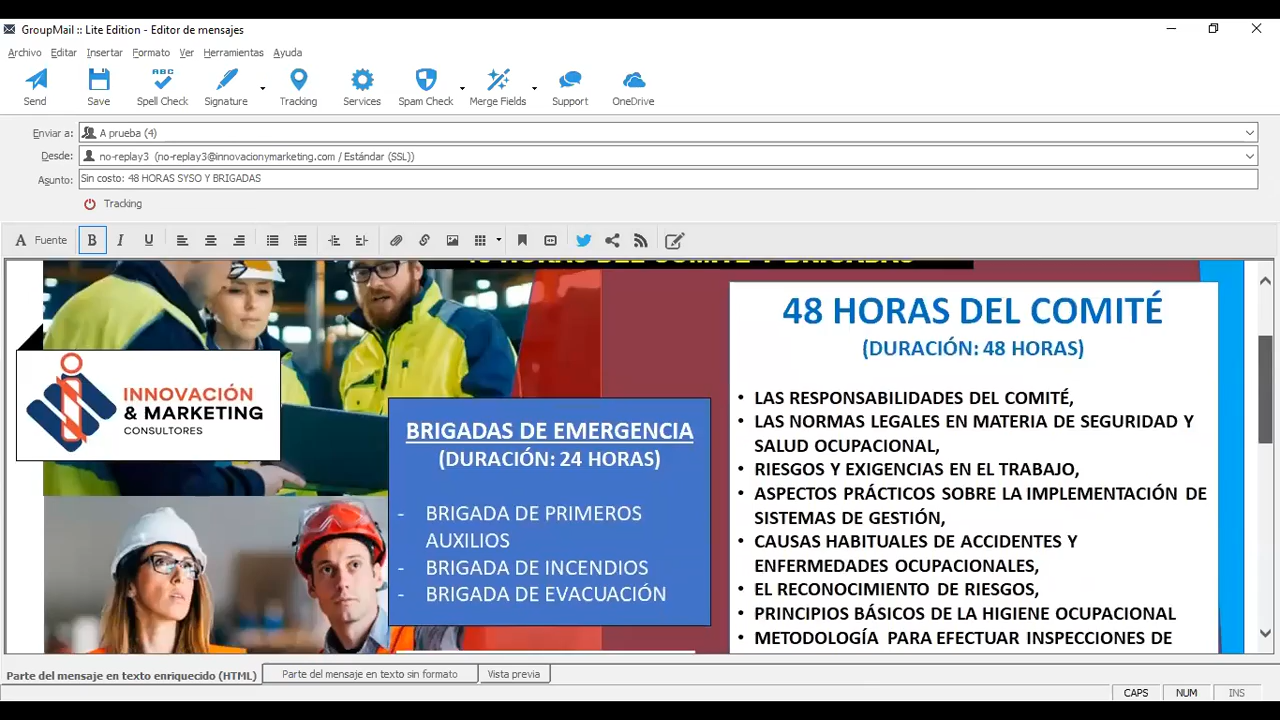 GroupMail :: Lite Edition - Editor de mensajes
Archivo Editar Insertar Formato Ver Herramientas Ayuda
ABC
Send Save Spell Check Signature Tracking Services Spam Check Merge Fields Support OneDrive
Enviar a: A prueba (4)
Desde: no-replay3 (no-replay3@innovacionymarketing.com / Estándar (SSL))
Asunto: Sin costo: 48 HORAS SYSO Y BRIGADAS
Tracking
A Fuente B I U
48 HORAS DEL COMITÉ Y BRIGADAS
INNOVACIÓN
& MARKETING
CONSULTORES
BRIGADAS DE EMERGENCIA
(DURACIÓN: 24 HORAS)
- BRIGADA DE PRIMEROS
AUXILIOS
- BRIGADA DE INCENDIOS
- BRIGADA DE EVACUACIÓN
48 HORAS DEL COMITÉ
(DURACIÓN: 48 HORAS)
• LAS RESPONSABILIDADES DEL COMITÉ,
• LAS NORMAS LEGALES EN MATERIA DE SEGURIDAD Y
SALUD OCUPACIONAL,
• RIESGOS Y EXIGENCIAS EN EL TRABAJO,
• ASPECTOS PRÁCTICOS SOBRE LA IMPLEMENTACIÓN DE
SISTEMAS DE GESTIÓN,
• CAUSAS HABITUALES DE ACCIDENTES Y
ENFERMEDADES OCUPACIONALES,
• EL RECONOCIMIENTO DE RIESGOS,
• PRINCIPIOS BÁSICOS DE LA HIGIENE OCUPACIONAL
• METODOLOGÍA PARA EFECTUAR INSPECCIONES DE
Parte del mensaje en texto enriquecido (HTML) Parte del mensaje en texto sin formato Vista previa
CAPS NUM INS